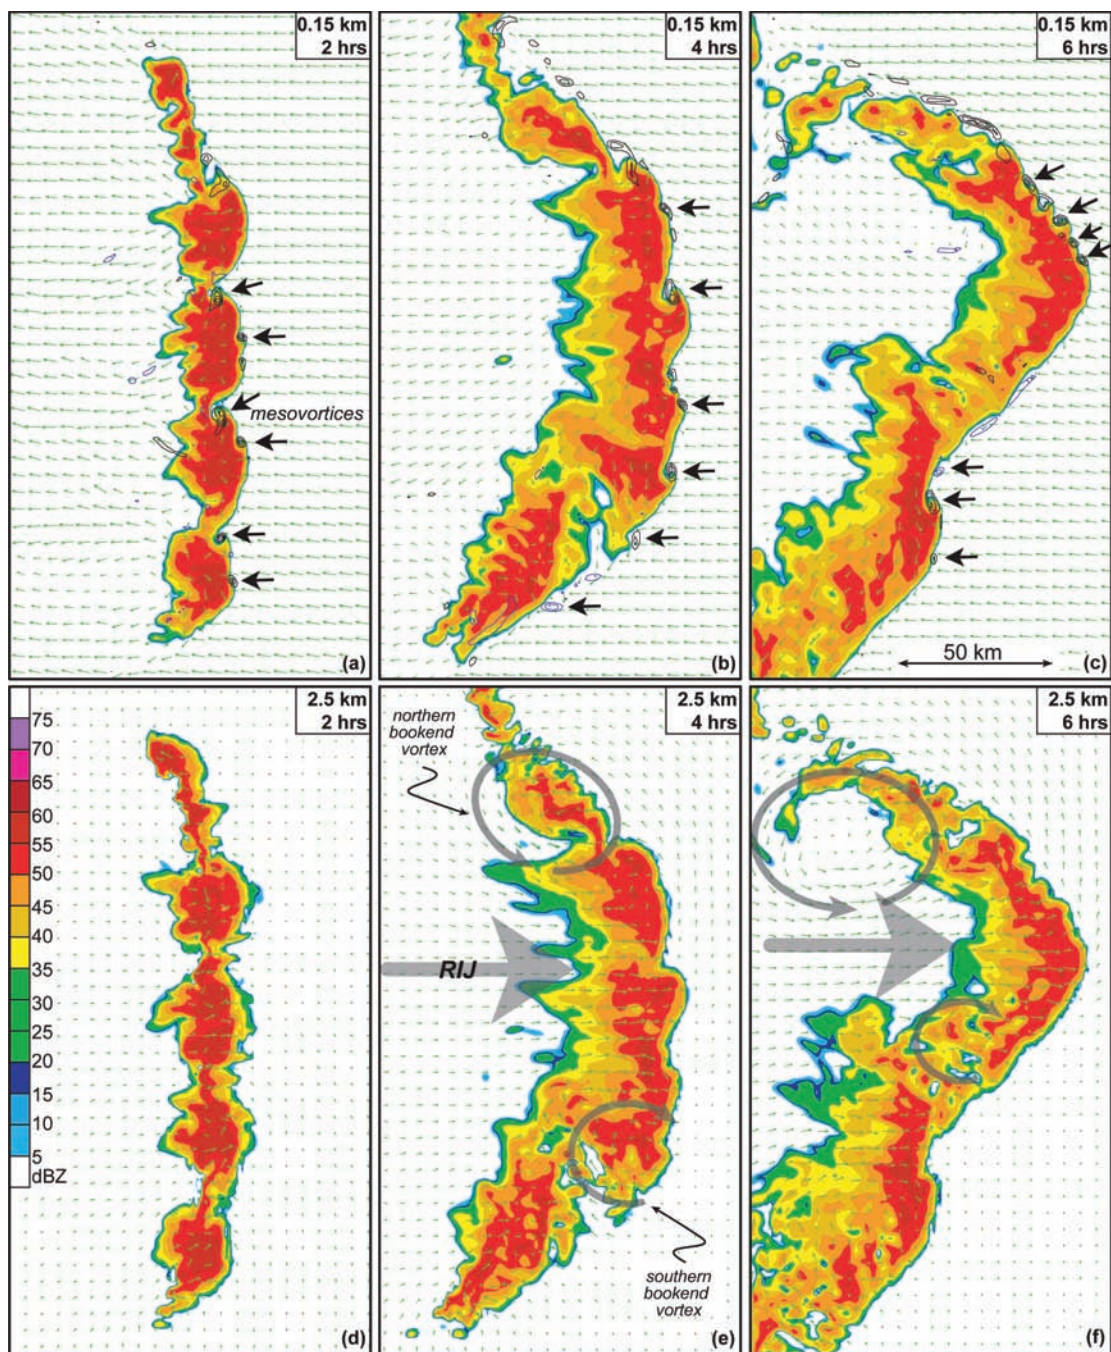 0.15 km
2 hrs
mesovortices
(a)
0.15 km
4 hrs
(b)
0.15 km
6 hrs
50 km
(c)
2.5 km
2 hrs
75
70
65
60
55
50
45
40
35
30
25
20
15
10
5
dBZ
(d)
2.5 km
4 hrs
northern
bookend
vortex
RIJ
southern
bookend
vortex
(e)
2.5 km
6 hrs
(f)